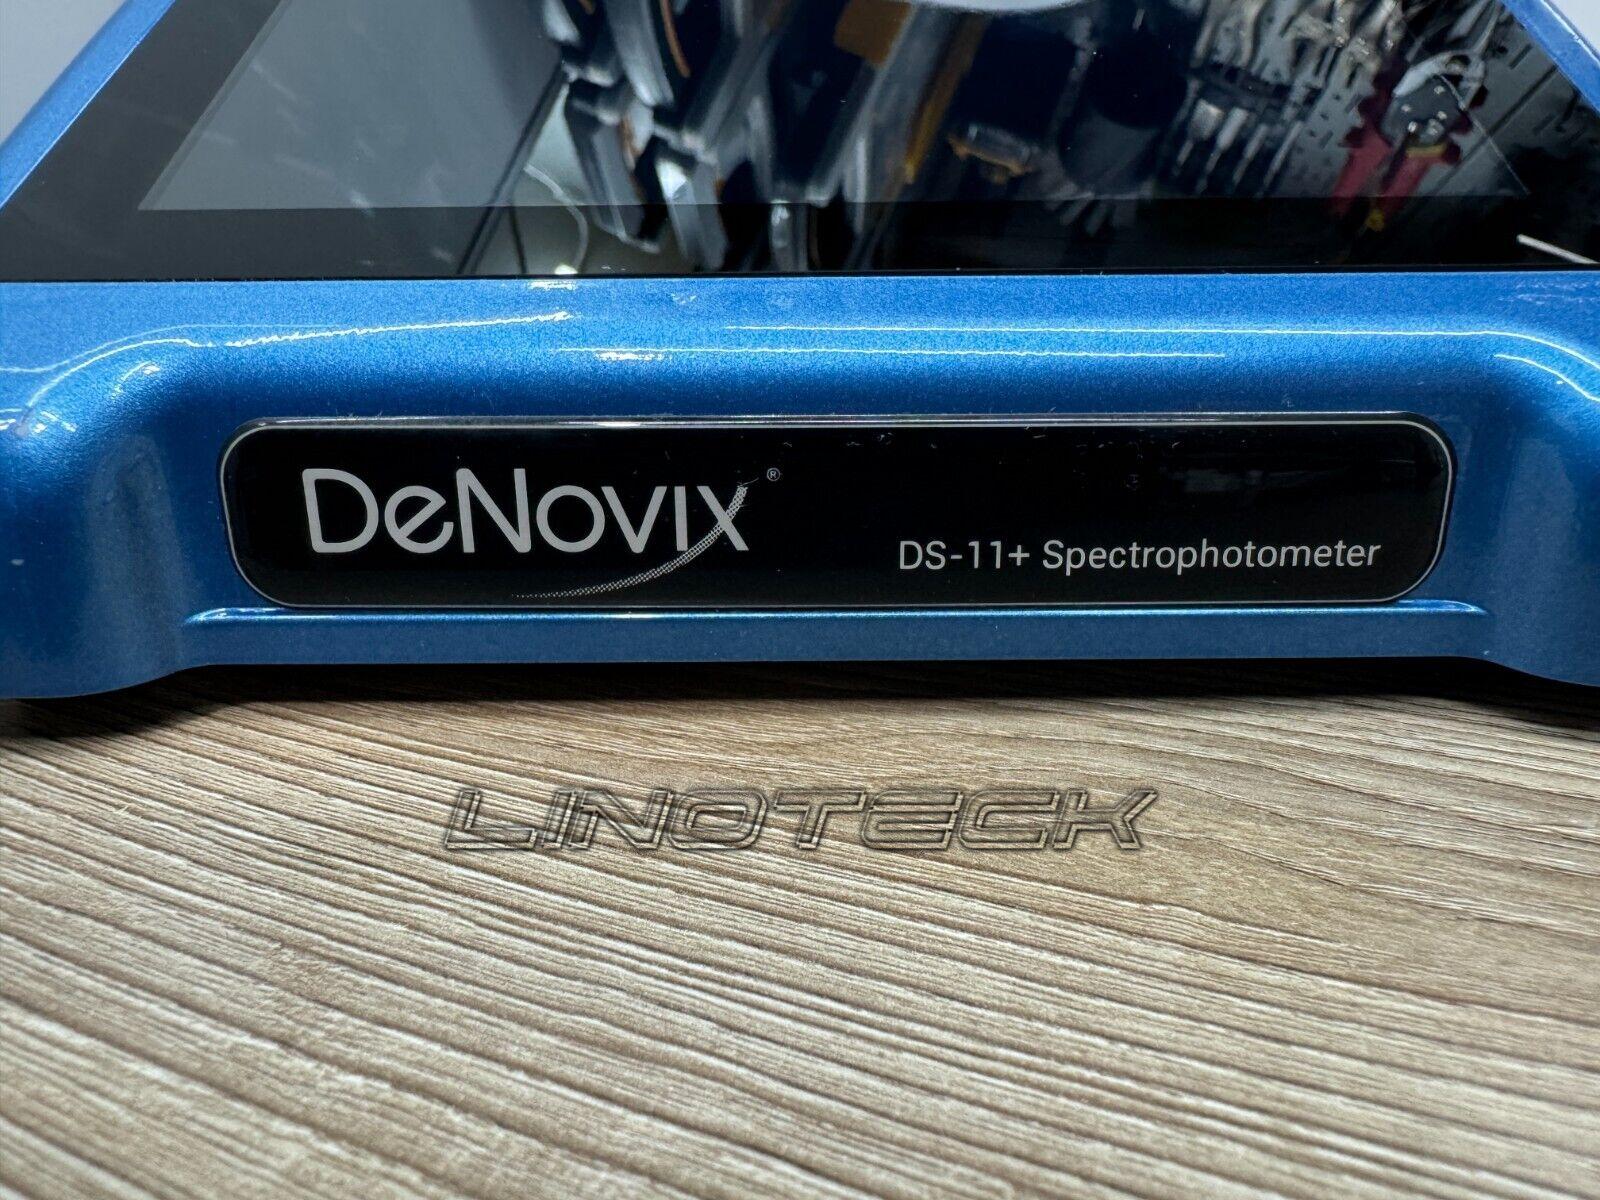 DeNovix®
DS-11+ Spectrophotometer
LINOTECK